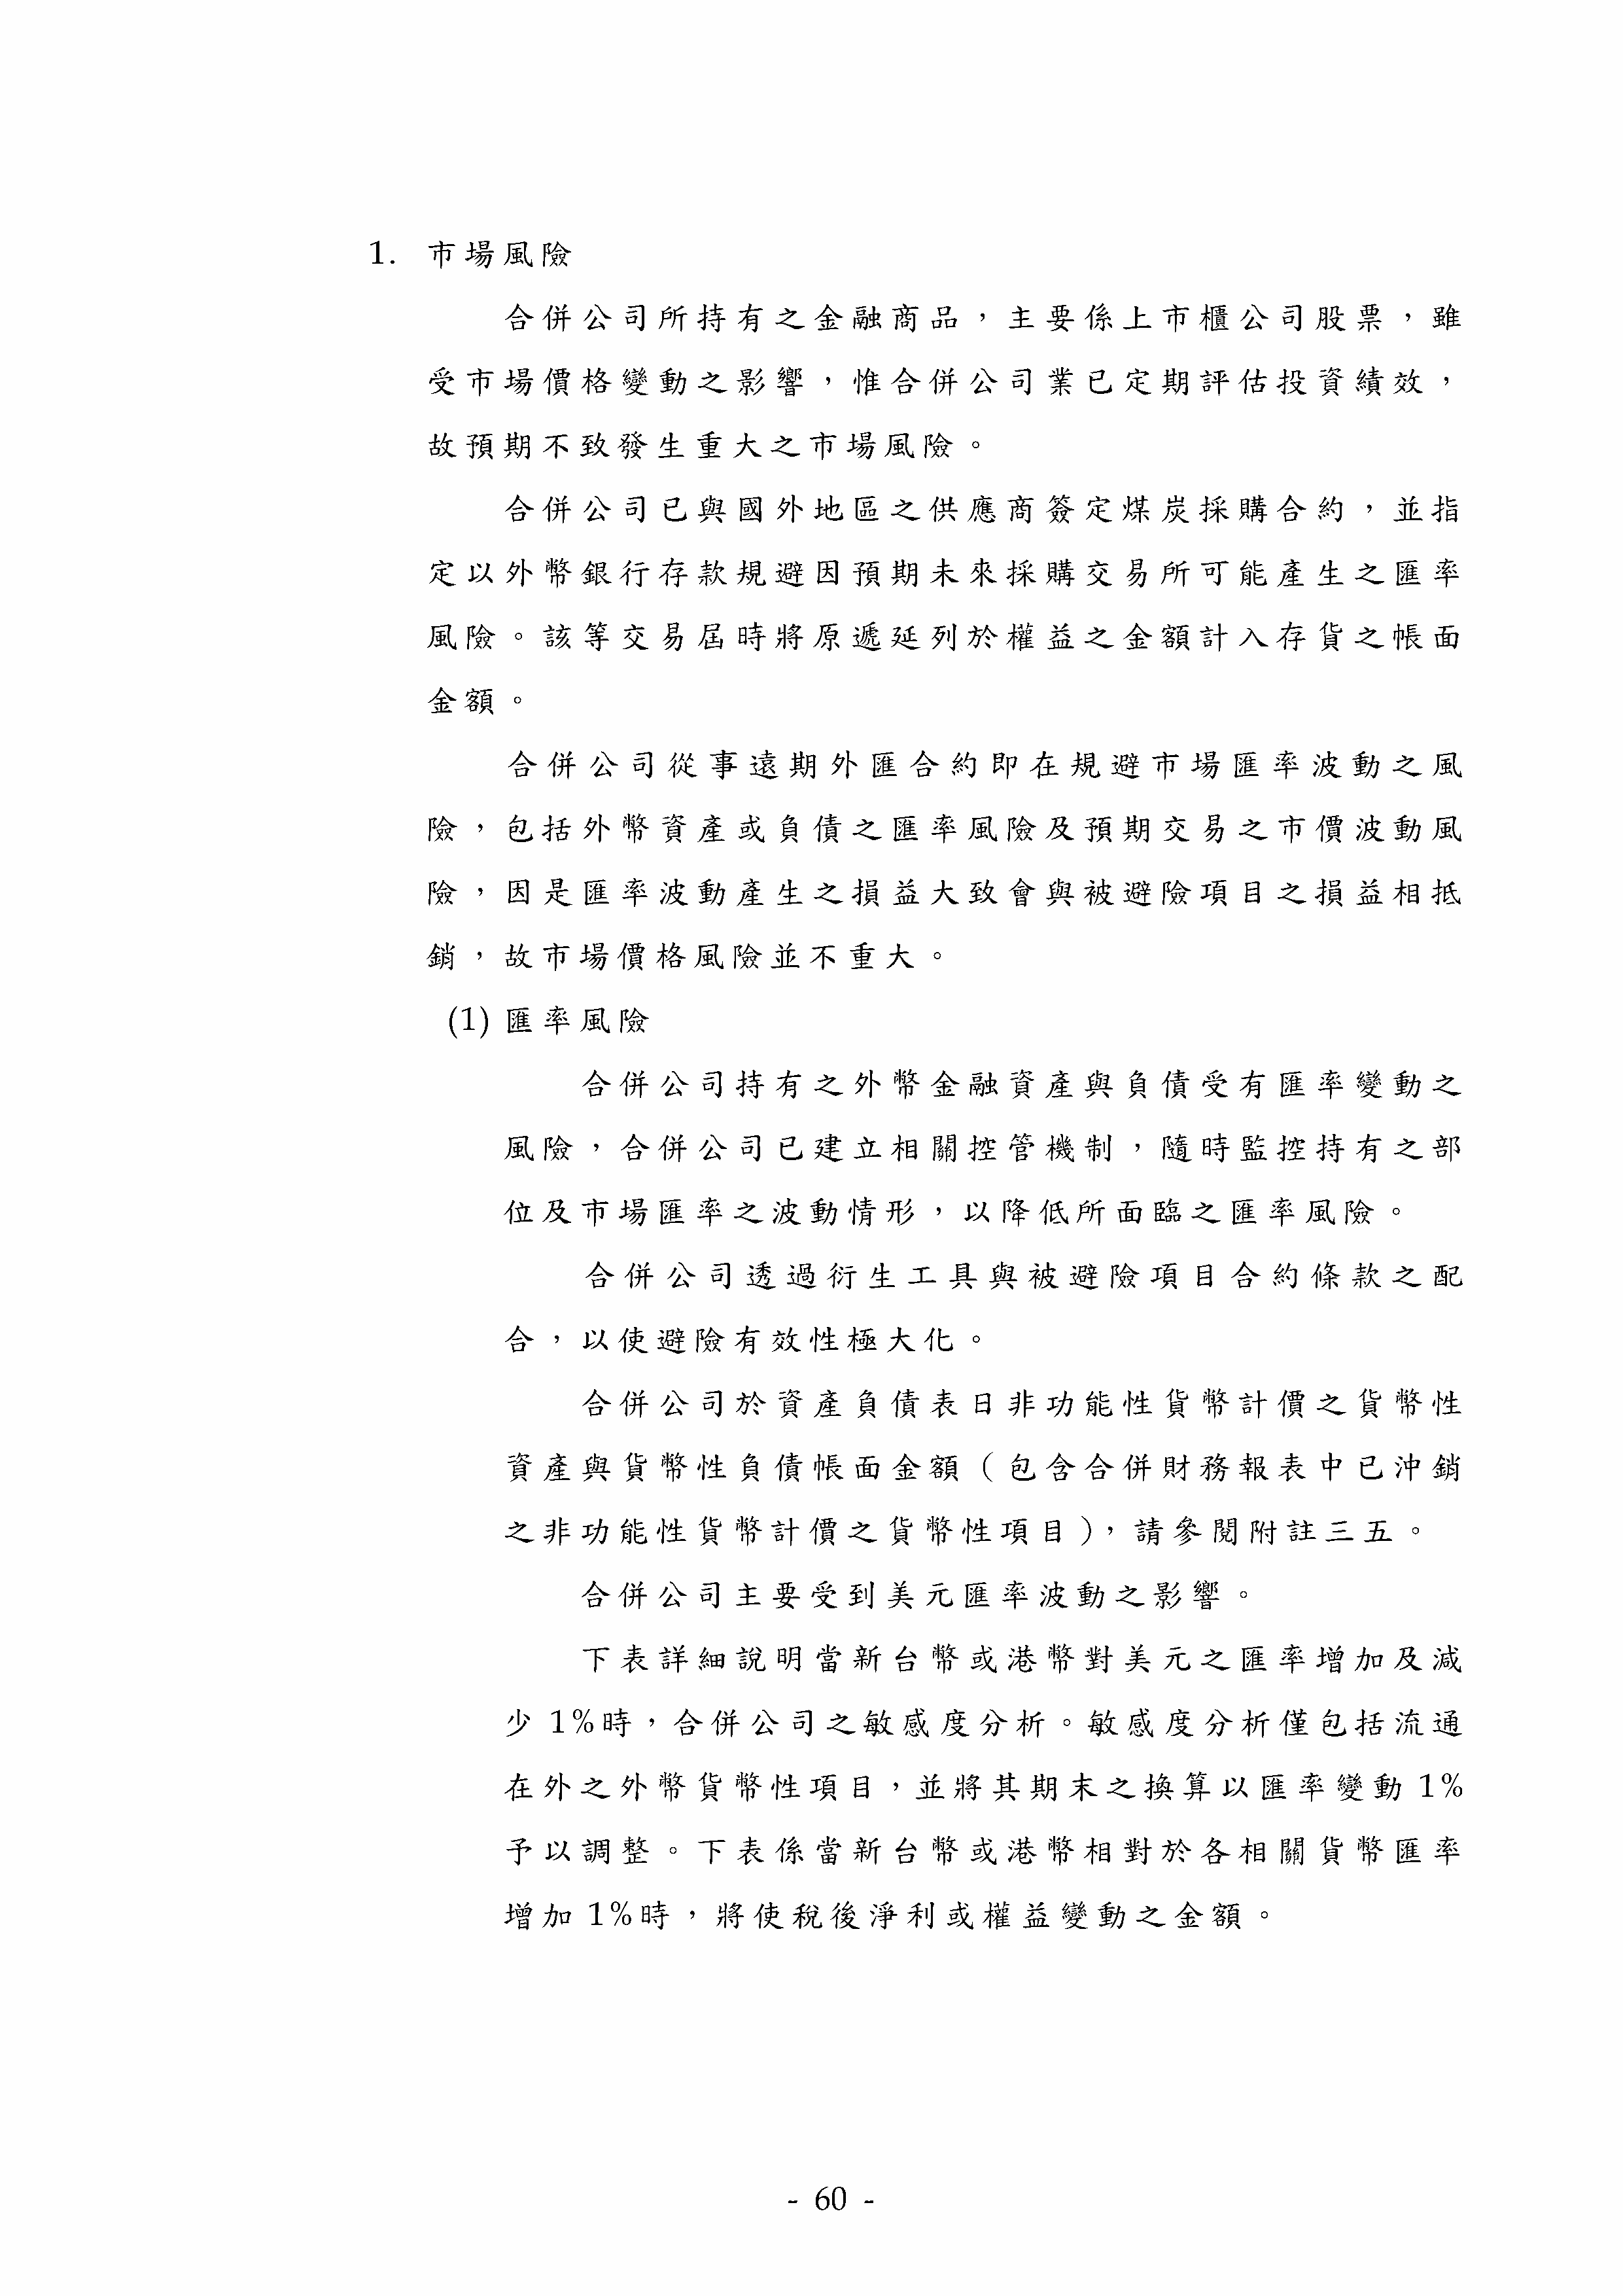 1. 市場風險
合併公司所持有之金融商品，主要係上市櫃公司股票，雖
受市場價格變動之影響，惟合併公司業已定期評估投資績效，
故預期不致發生重大之市場風險。
合併公司已與國外地區之供應商簽定煤炭採購合約，並指
定以外幣銀行存款規避因預期未來採購交易所可能產生之匯率
風險。該等交易屆時將原遞延列於權益之金額計入存貨之帳面
金額。
合併公司從事遠期外匯合約即在規避市場匯率波動之風
險，包括外幣資產或負債之匯率風險及預期交易之市價波動風
險，因是匯率波動產生之損益大致會與被避險項目之損益相抵
銷，故市場價格風險並不重大。
(1) 匯率風險
合併公司持有之外幣金融資產與負債受有匯率變動之
風險，合併公司已建立相關控管機制，隨時監控持有之部
位及市場匯率之波動情形，以降低所面臨之匯率風險。
合併公司透過衍生工具與被避險項目合約條款之配
合，以使避險有效性極大化。
合併公司於資產負債表日非功能性貨幣計價之貨幣性
資產與貨幣性負債帳面金額（包含合併財務報表中已沖銷
之非功能性貨幣計價之貨幣性項目），請參閱附註三五。
合併公司主要受到美元匯率波動之影響。
下表詳細說明當新台幣或港幣對美元之匯率增加及減
少 1%時，合併公司之敏感度分析。敏感度分析僅包括流通
在外之外幣貨幣性項目，並將其期末之換算以匯率變動 1%
予以調整。下表係當新台幣或港幣相對於各相關貨幣匯率
增加 1%時，將使稅後淨利或權益變動之金額。
- 60 -